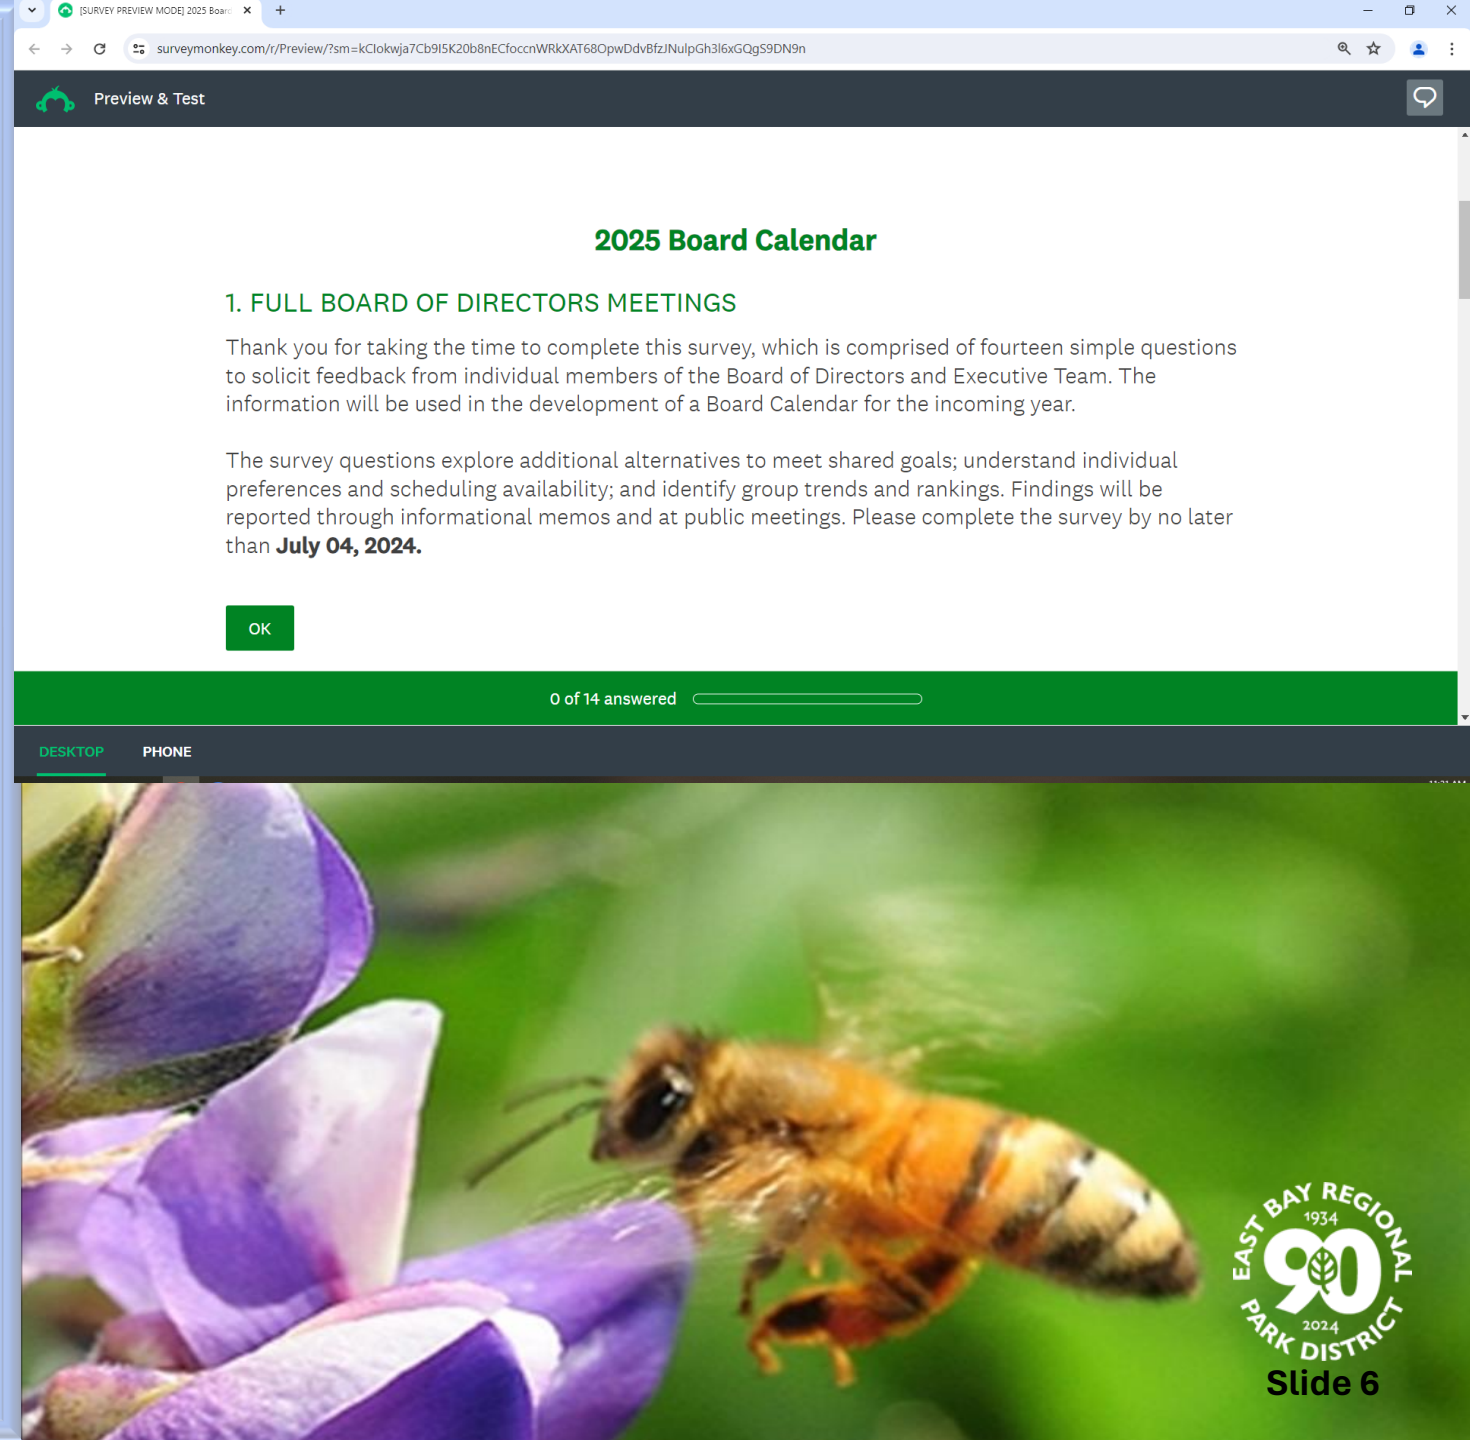 [SURVEY PREVIEW MODE] 2025 Board
surveymonkey.com/r/Preview/?sm=kCIokwja7Cb9I5K20b8nECfoccnWRkXAT68OpwDdvBfzJNulpGh3l6xGQgS9DN9n
Preview & Test
2025 Board Calendar
1. FULL BOARD OF DIRECTORS MEETINGS
Thank you for taking the time to complete this survey, which is comprised of fourteen simple questions
to solicit feedback from individual members of the Board of Directors and Executive Team. The
information will be used in the development of a Board Calendar for the incoming year.
The survey questions explore additional alternatives to meet shared goals; understand individual
preferences and scheduling availability; and identify group trends and rankings. Findings will be
reported through informational memos and at public meetings. Please complete the survey by no later
than July 04, 2024.
OK
0 of 14 answered
DESKTOP PHONE
EAST BAY REGIONAL
1934
90
2024
PARK DISTRICT
Slide 6